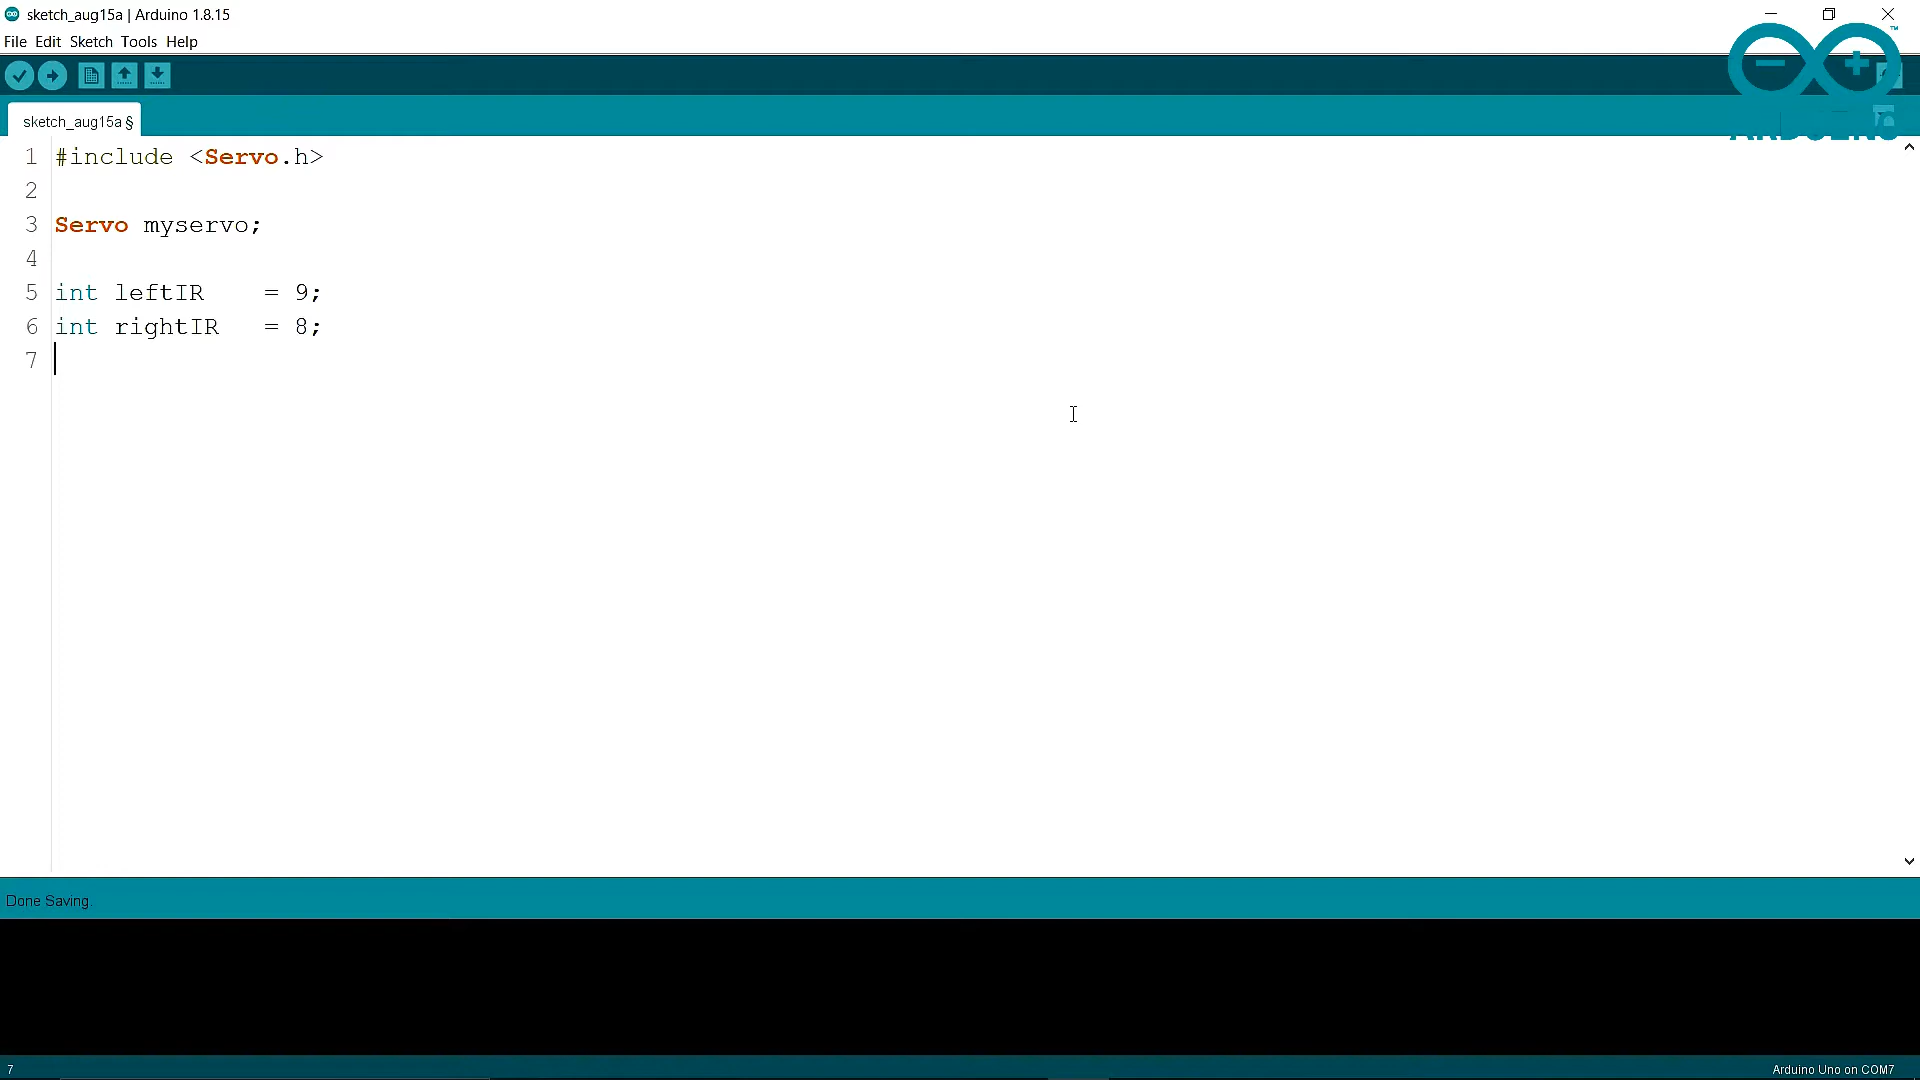 sketch_aug15a | Arduino 1.8.15
File Edit Sketch Tools Help
sketch_aug15a §
1 #include <Servo.h>
2
3 Servo myservo;
4
5 int leftIR    = 9;
6 int rightIR   = 8;
7
Done Saving.
7
Arduino Uno on COM7